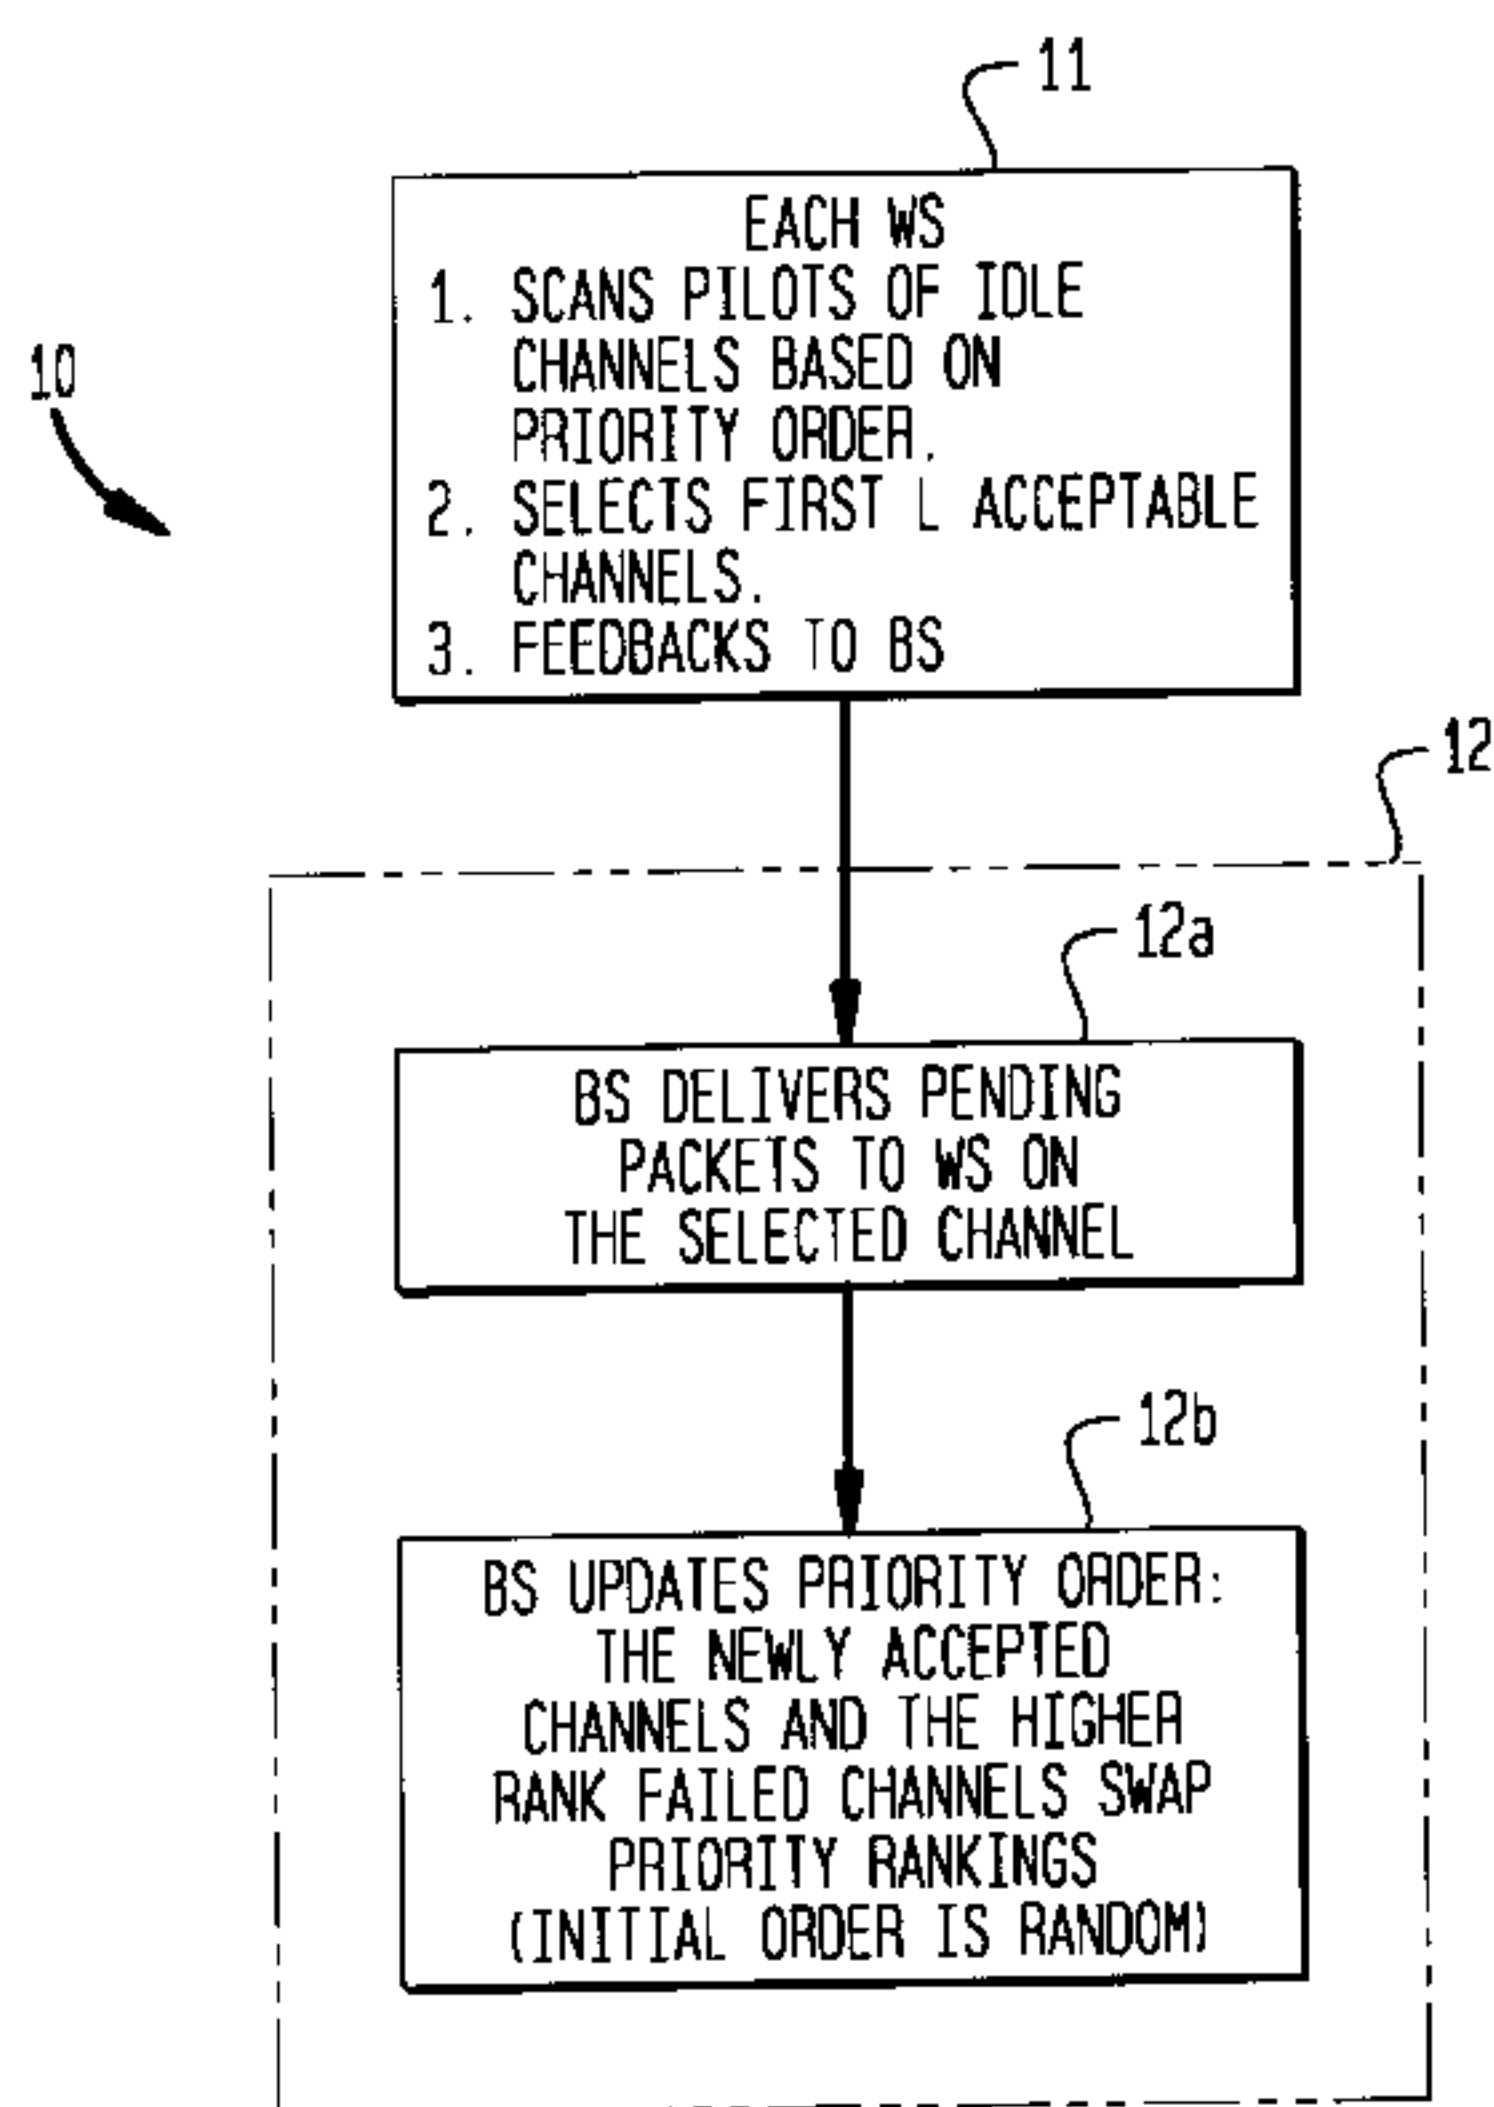 11
EACH WS
1. SCANS PILOTS OF IDLE
CHANNELS BASED ON
PRIORITY ORDER.
2. SELECTS FIRST L ACCEPTABLE
CHANNELS.
3. FEEDBACKS TO BS
10
12
12a
BS DELIVERS PENDING
PACKETS TO WS ON
THE SELECTED CHANNEL
12b
BS UPDATES PRIORITY ORDER:
THE NEWLY ACCEPTED
CHANNELS AND THE HIGHER
RANK FAILED CHANNELS SWAP
PRIORITY RANKINGS
(INITIAL ORDER IS RANDOM)